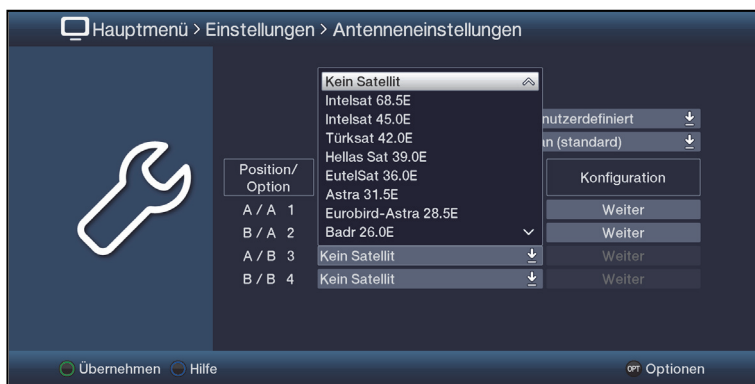 Hauptmenü > Einstellungen > Antenneneinstellungen
Kein Satellit
Intelsat 68.5E
Intelsat 45.0E
nutzerdefiniert
Türksat 42.0E
n (standard)
Hellas Sat 39.0E
Position/
Option
EutelSat 36.0E
Konfiguration
Astra 31.5E
A / A 1
Eurobird-Astra 28.5E
Weiter
B / A 2
Badr 26.0E
Weiter
A / B 3
Kein Satellit
Weiter
B / B 4
Kein Satellit
Weiter
Übernehmen
Hilfe
OPT Optionen